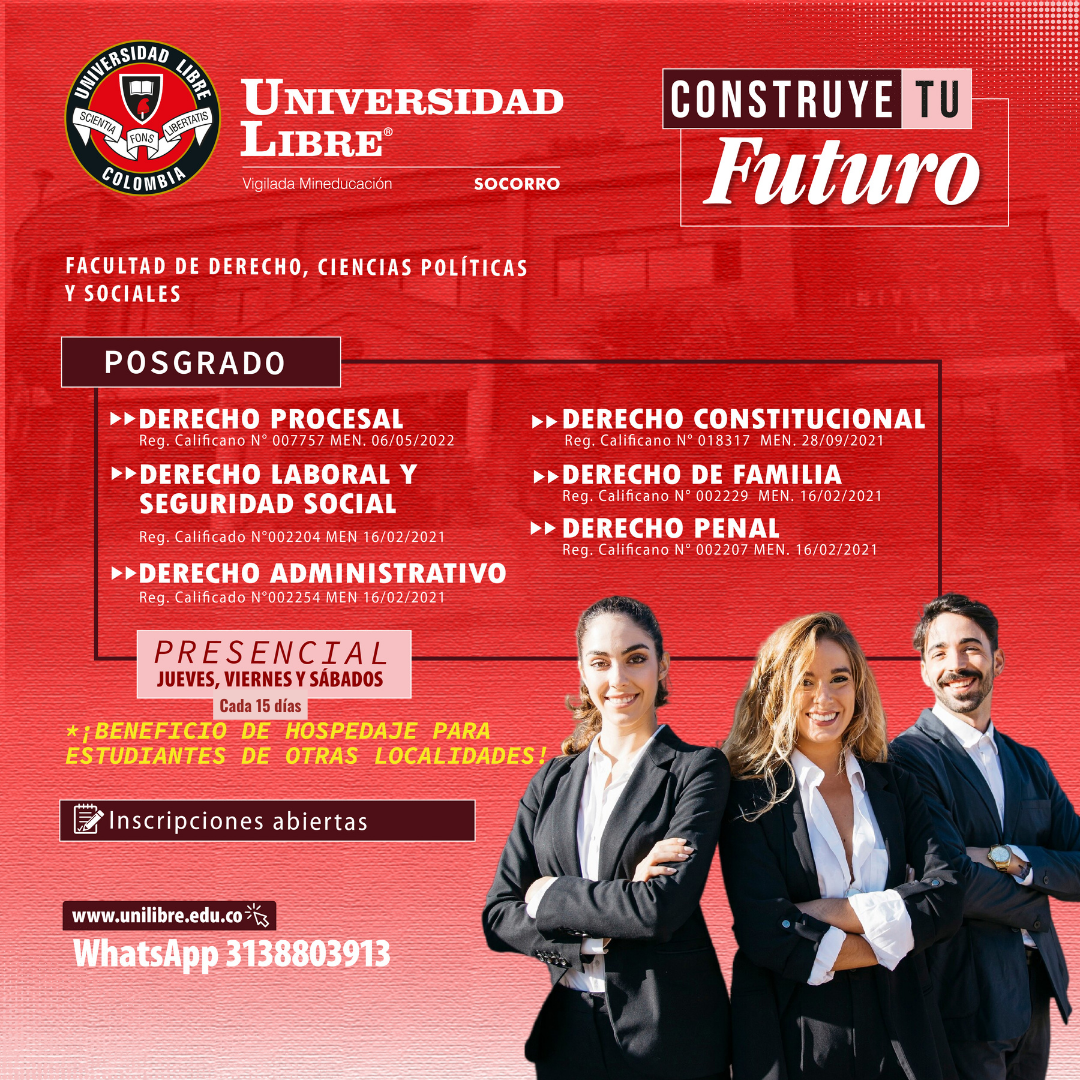 UNIVERSIDAD LIBRE
SCIENTIA FONS LIBERTATIS
COLOMBIA
UNIVERSIDAD
LIBRE®
Vigilada Mineducación SOCORRO
CONSTRUYE TU
Futuro
FACULTAD DE DERECHO, CIENCIAS POLÍTICAS
Y SOCIALES
UNIVERSIDAD
LIBRE
POSGRADO
DERECHO PROCESAL
Reg. Calificano N° 007757 MEN. 06/05/2022
DERECHO LABORAL Y
SEGURIDAD SOCIAL
Reg. Calificado N°002204 MEN 16/02/2021
DERECHO ADMINISTRATIVO
Reg. Calificado N°002254 MEN 16/02/2021
DERECHO CONSTITUCIONAL
Reg. Calificano N° 018317 MEN. 28/09/2021
DERECHO DE FAMILIA
Reg. Calificano N° 002229 MEN. 16/02/2021
DERECHO PENAL
Reg. Calificano N° 002207 MEN. 16/02/2021
PRESENCIAL
JUEVES, VIERNES Y SÁBADOS
Cada 15 días
*¡BENEFICIO DE HOSPEDAJE PARA
ESTUDIANTES DE OTRAS LOCALIDADES!
Inscripciones abiertas
www.unilibre.edu.co
WhatsApp 3138803913